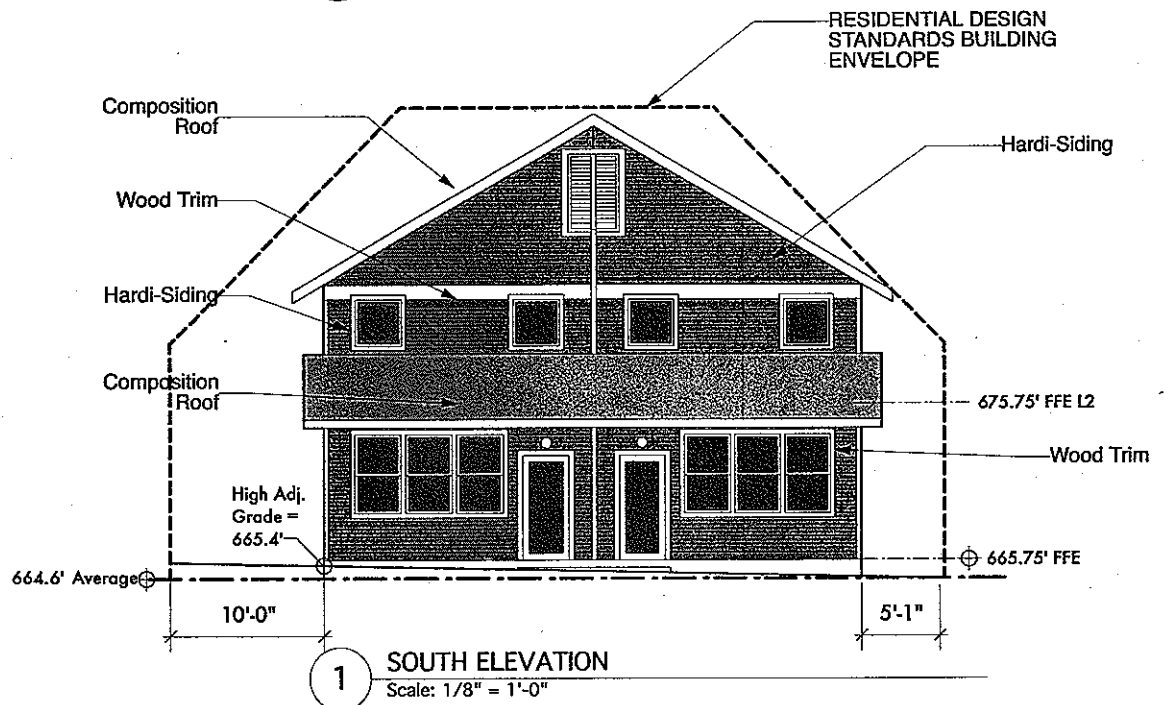 RESIDENTIAL DESIGN
STANDARDS BUILDING
ENVELOPE
Composition
Roof
Hardi-Siding
Wood Trim
Hardi-Siding
Composition
Roof
675.75' FFE L2
Wood Trim
High Adj.
Grade =
665.4'
665.75' FFE
664.6' Average
10'-0"
5'-1"
1
SOUTH ELEVATION
Scale: 1/8" = 1'-0"